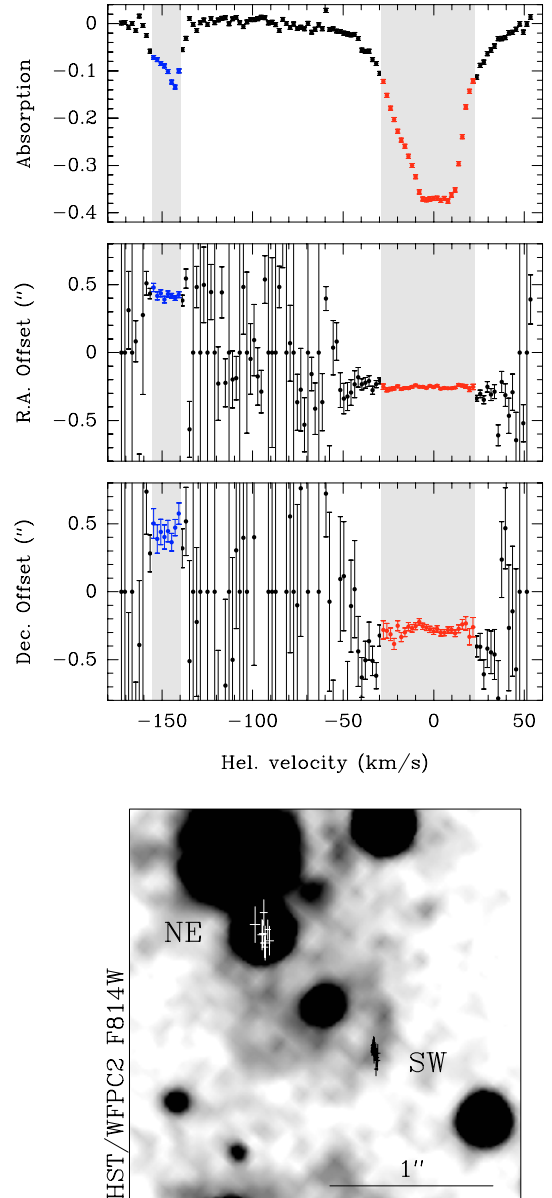 0
−0.1
−0.2
−0.3
−0.4
Absorption
0.5
0
−0.5
R.A. Offset (″)
0.5
0
−0.5
Dec. Offset (″)
−150 −100 −50 0 50
Hel. velocity (km/s)
NE
SW
1″
HST/WFPC2 F814W